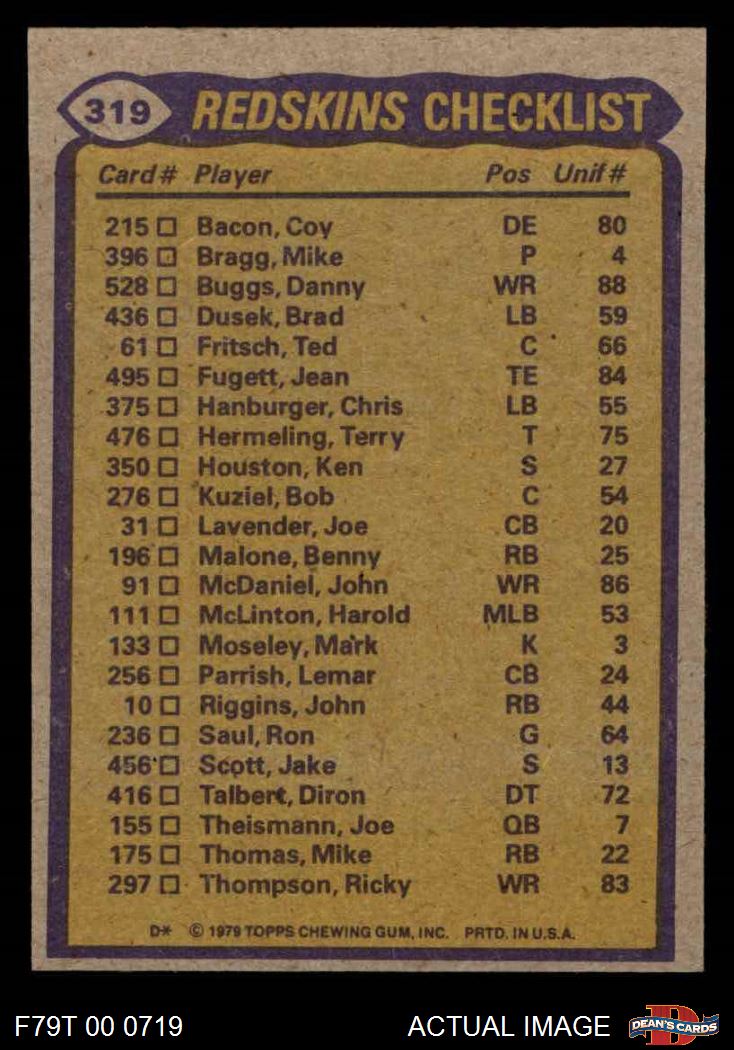 319 REDSKINS CHECKLIST
Card # Player Pos Unif #
215 Bacon, Coy DE 80
396 Bragg, Mike P 4
528 Buggs, Danny WR 88
436 Dusek, Brad LB 59
61 Fritsch, Ted C 66
495 Fugett, Jean TE 84
375 Hanburger, Chris LB 55
476 Hermeling, Terry T 75
350 Houston, Ken S 27
276 Kuziel, Bob C 54
31 Lavender, Joe CB 20
196 Malone, Benny RB 25
91 McDaniel, John WR 86
111 McLinton, Harold MLB 53
133 Moseley, Mark K 3
256 Parrish, Lemar CB 24
10 Riggins, John RB 44
236 Saul, Ron G 64
456 Scott, Jake S 13
416 Talbert, Diron DT 72
155 Theismann, Joe QB 7
175 Thomas, Mike RB 22
297 Thompson, Ricky WR 83
D* © 1979 TOPPS CHEWING GUM, INC. PRTD. IN U.S.A.
F79T 00 0719 ACTUAL IMAGE D DEAN'S CARDS